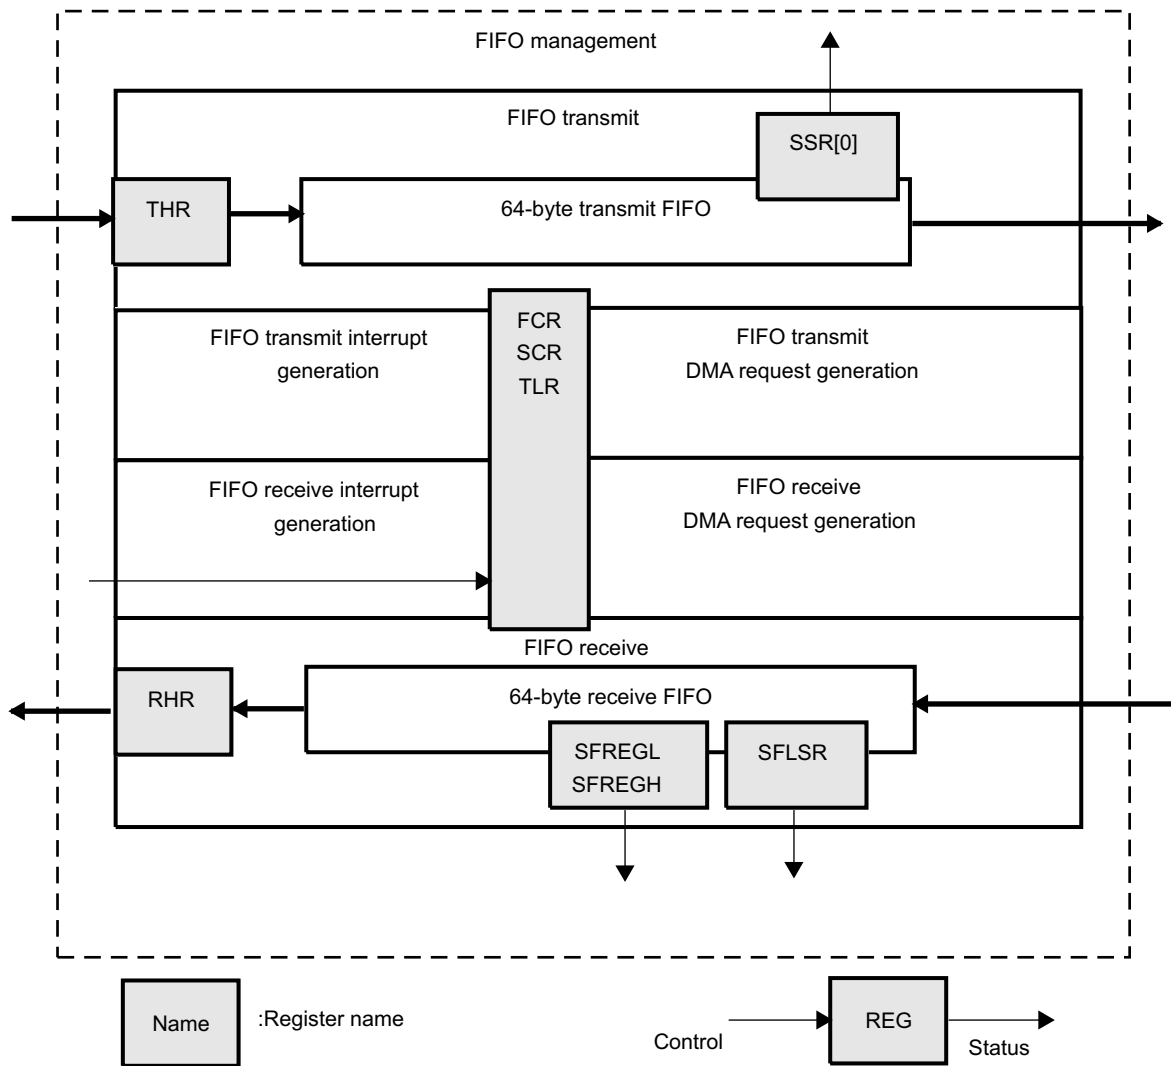 FIFO management
FIFO transmit
SSR[0]
THR
64-byte transmit FIFO
FCR
SCR
TLR
FIFO transmit interrupt
generation
FIFO transmit
DMA request generation
FIFO receive interrupt
generation
FIFO receive
DMA request generation
FIFO receive
RHR
64-byte receive FIFO
SFREGL
SFREGH
SFLSR
Name
:Register name
Control
REG
Status